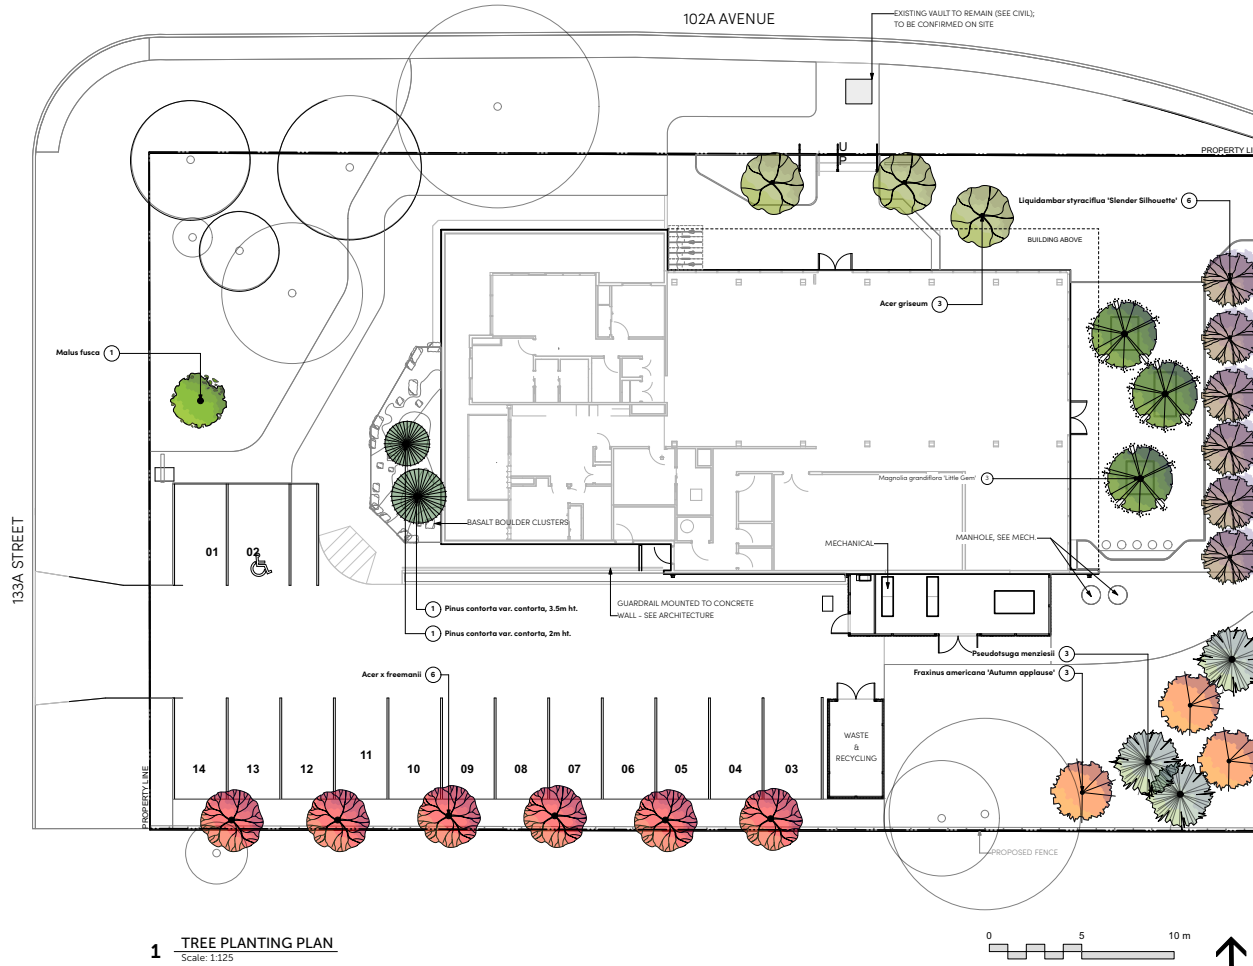 102A AVENUE
EXISTING VAULT TO REMAIN (SEE CIVIL);
TO BE CONFIRMED ON SITE
UP
PROPERTY LI
Liquidambar styraciflua 'Slender Silhouette' 6
BUILDING ABOVE
Acer griseum 3
Malus fusca 1
Magnolia grandiflora 'Little Gem' 3
BASALT BOULDER CLUSTERS
MECHANICAL
MANHOLE, SEE MECH.
01 02
133A STREET
1 Pinus contorta var. contorta, 3.5m ht.
GUARDRAIL MOUNTED TO CONCRETE
WALL - SEE ARCHITECTURE
1 Pinus contorta var. contorta, 2m ht.
Pseudotsuga menziesii 3
Acer x freemanii 6
Fraxinus americana 'Autumn applause' 3
WASTE
&
RECYCLING
14 13 12 11 10 09 08 07 06 05 04 03
PROPERTY LINE
PROPOSED FENCE
1 TREE PLANTING PLAN
Scale: 1:125
0 5 10 m